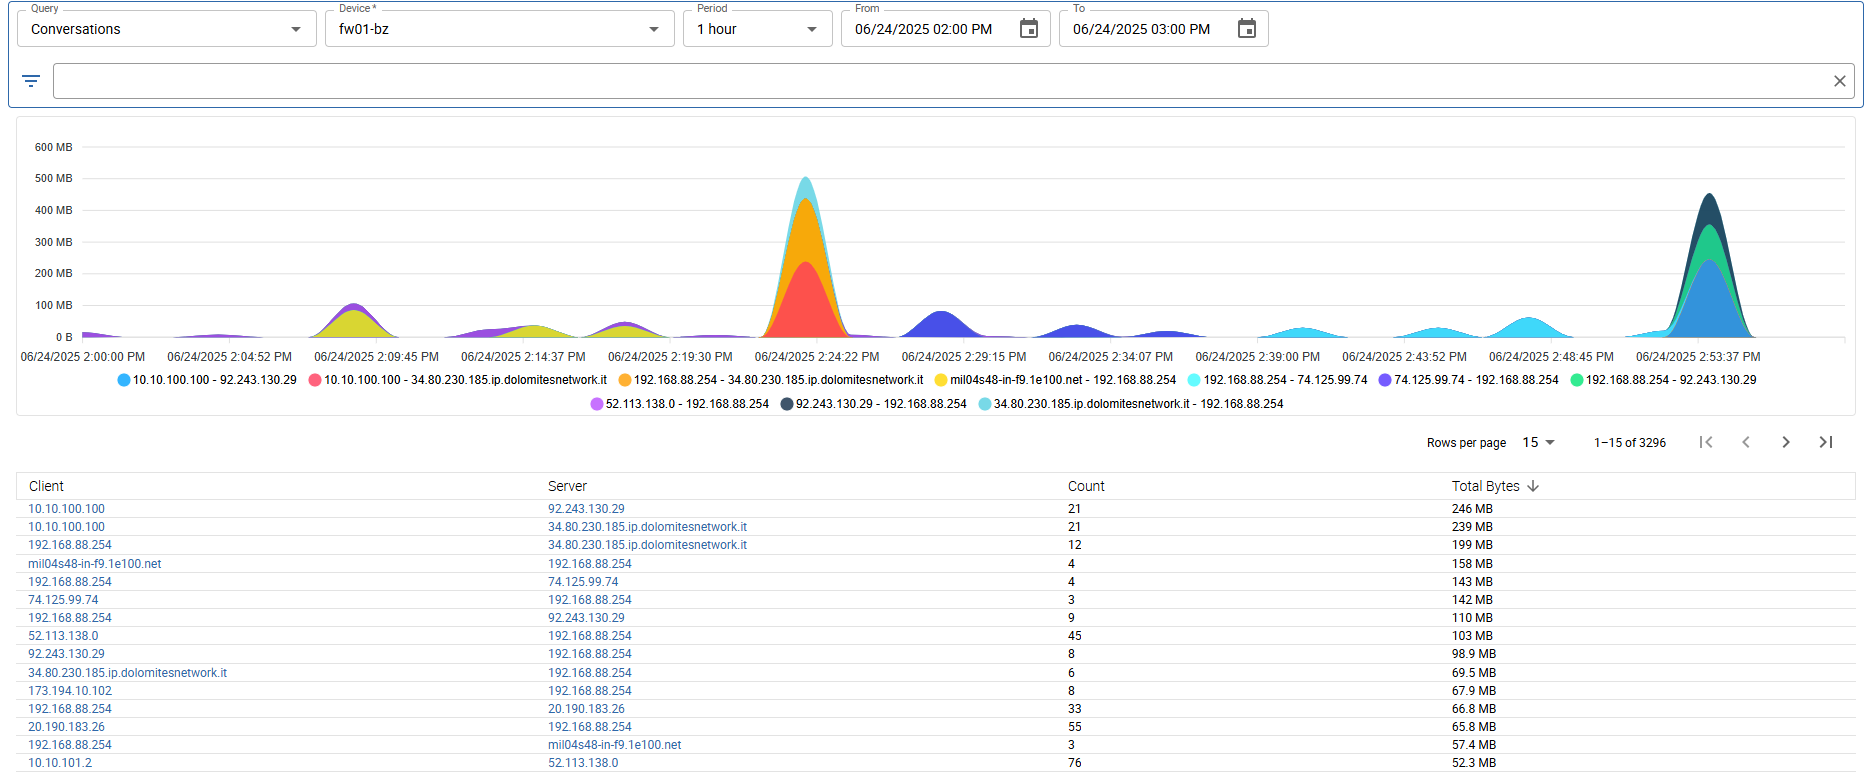 Query Device * Period From To
Conversations fw01-bz 1 hour 06/24/2025 02:00 PM 06/24/2025 03:00 PM
600 MB
500 MB
400 MB
300 MB
200 MB
100 MB
0 B
06/24/2025 2:00:00 PM 06/24/2025 2:04:52 PM 06/24/2025 2:09:45 PM 06/24/2025 2:14:37 PM 06/24/2025 2:19:30 PM 06/24/2025 2:24:22 PM 06/24/2025 2:29:15 PM 06/24/2025 2:34:07 PM 06/24/2025 2:39:00 PM 06/24/2025 2:43:52 PM 06/24/2025 2:48:45 PM 06/24/2025 2:53:37 PM
10.10.100.100 - 92.243.130.29 10.10.100.100 - 34.80.230.185.ip.dolomitesnetwork.it 192.168.88.254 - 34.80.230.185.ip.dolomitesnetwork.it mil04s48-in-f9.1e100.net - 192.168.88.254 192.168.88.254 - 74.125.99.74 74.125.99.74 - 192.168.88.254 192.168.88.254 - 92.243.130.29
52.113.138.0 - 192.168.88.254 92.243.130.29 - 192.168.88.254 34.80.230.185.ip.dolomitesnetwork.it - 192.168.88.254
Rows per page 15 1–15 of 3296
Client Server Count Total Bytes
10.10.100.100 92.243.130.29 21 246 MB
10.10.100.100 34.80.230.185.ip.dolomitesnetwork.it 21 239 MB
192.168.88.254 34.80.230.185.ip.dolomitesnetwork.it 12 199 MB
mil04s48-in-f9.1e100.net 192.168.88.254 4 158 MB
192.168.88.254 74.125.99.74 4 143 MB
74.125.99.74 192.168.88.254 3 142 MB
192.168.88.254 92.243.130.29 9 110 MB
52.113.138.0 192.168.88.254 45 103 MB
92.243.130.29 192.168.88.254 8 98.9 MB
34.80.230.185.ip.dolomitesnetwork.it 192.168.88.254 6 69.5 MB
173.194.10.102 192.168.88.254 8 67.9 MB
192.168.88.254 20.190.183.26 33 66.8 MB
20.190.183.26 192.168.88.254 55 65.8 MB
192.168.88.254 mil04s48-in-f9.1e100.net 3 57.4 MB
10.10.101.2 52.113.138.0 76 52.3 MB